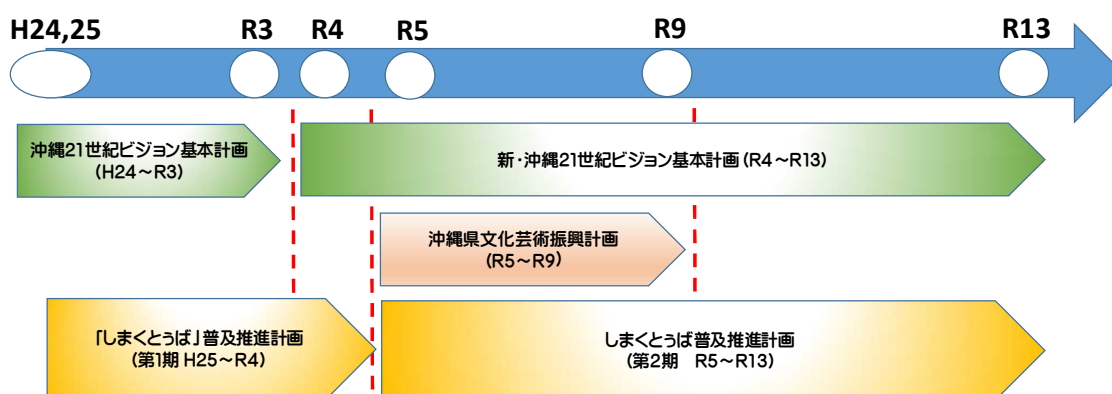 H24,25
R3
R4
R5
R9
R13
沖縄21世紀ビジョン基本計画
(H24～R3)
新・沖縄21世紀ビジョン基本計画(R4～R13)
沖縄県文化芸術振興計画
(R5～R9)
「しまくとぅば」普及推進計画
(第1期 H25～R4)
しまくとぅば普及推進計画
(第2期　R5～R13)